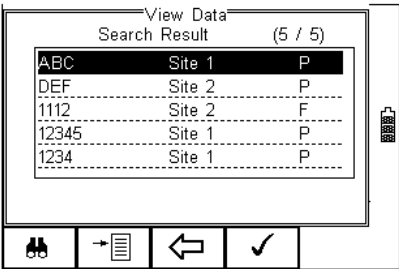 View Data
Search Result (5 / 5)
ABC Site 1 P
DEF Site 2 P
1112 Site 2 F
12345 Site 1 P
1234 Site 1 P